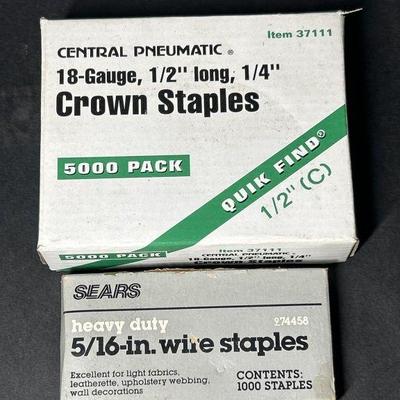 Item 37111
CENTRAL PNEUMATIC ®
18-Gauge, 1/2" long, 1/4"
Crown Staples
5000 PACK
QUIK FIND®
1/2" (C)
5000 PACK
Item 37111
CENTRAL PNEUMATIC
18-Gauge, 1/2" long, 1/4"
Crown Staples
SEARS
heavy duty
974458
5/16-in. wire staples
Excellent for light fabrics,
leatherette, upholstery webbing,
wall decorations
CONTENTS:
1000 STAPLES